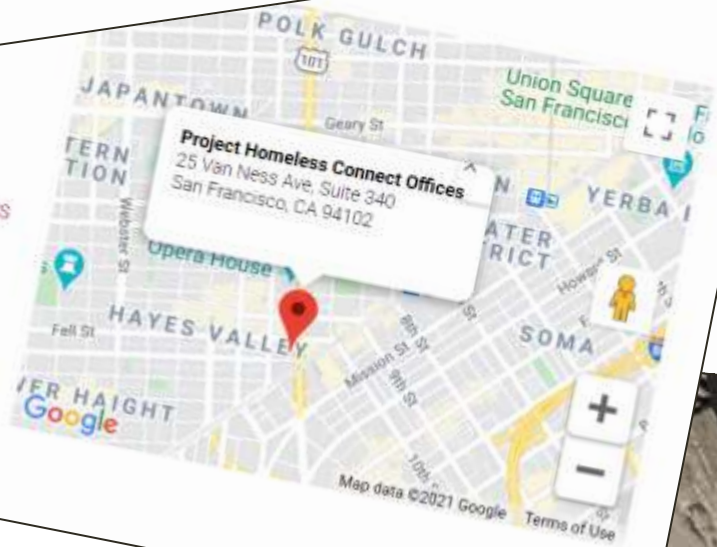 POLK GULCH
101
JAPANTOWN
Geary St
Union Square
San Francisco
TERN
TION
Project Homeless Connect Offices
25 Van Ness Ave, Suite 340
San Francisco, CA 94102
N
YERBA
Webster St
ATER
RICT
Opera House
Howard St
HAYES VALLEY
Fell St
8th St
SOMA
Mission St
9th St
VER HAIGHT
Google
10th
Map data ©2021 Google
Terms of Use